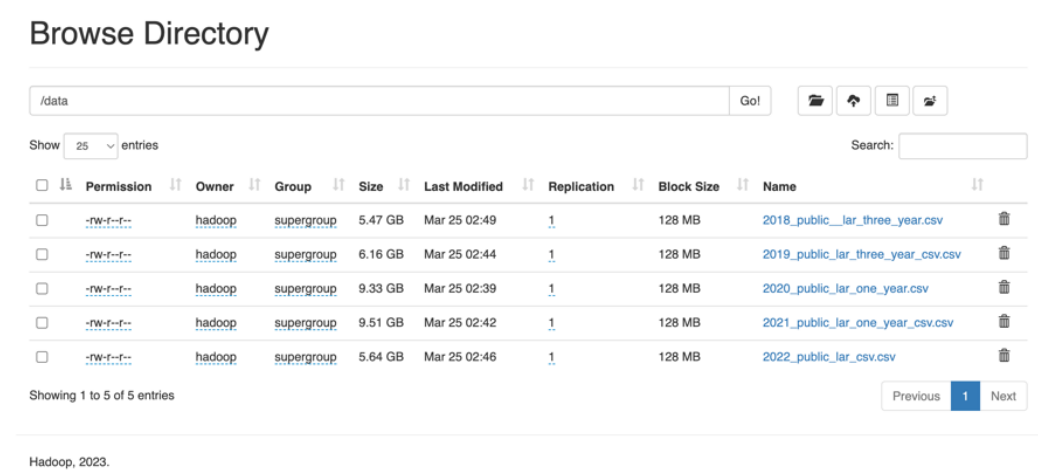 Browse Directory
/data Go!
Show 25 entries Search:
Permission Owner Group Size Last Modified Replication Block Size Name
-rw-r--r-- hadoop supergroup 5.47 GB Mar 25 02:49 1 128 MB 2018_public__lar_three_year.csv
-rw-r--r-- hadoop supergroup 6.16 GB Mar 25 02:44 1 128 MB 2019_public_lar_three_year_csv.csv
-rw-r--r-- hadoop supergroup 9.33 GB Mar 25 02:39 1 128 MB 2020_public_lar_one_year.csv
-rw-r--r-- hadoop supergroup 9.51 GB Mar 25 02:42 1 128 MB 2021_public_lar_one_year_csv.csv
-rw-r--r-- hadoop supergroup 5.64 GB Mar 25 02:46 1 128 MB 2022_public_lar_csv.csv
Showing 1 to 5 of 5 entries Previous 1 Next
Hadoop, 2023.